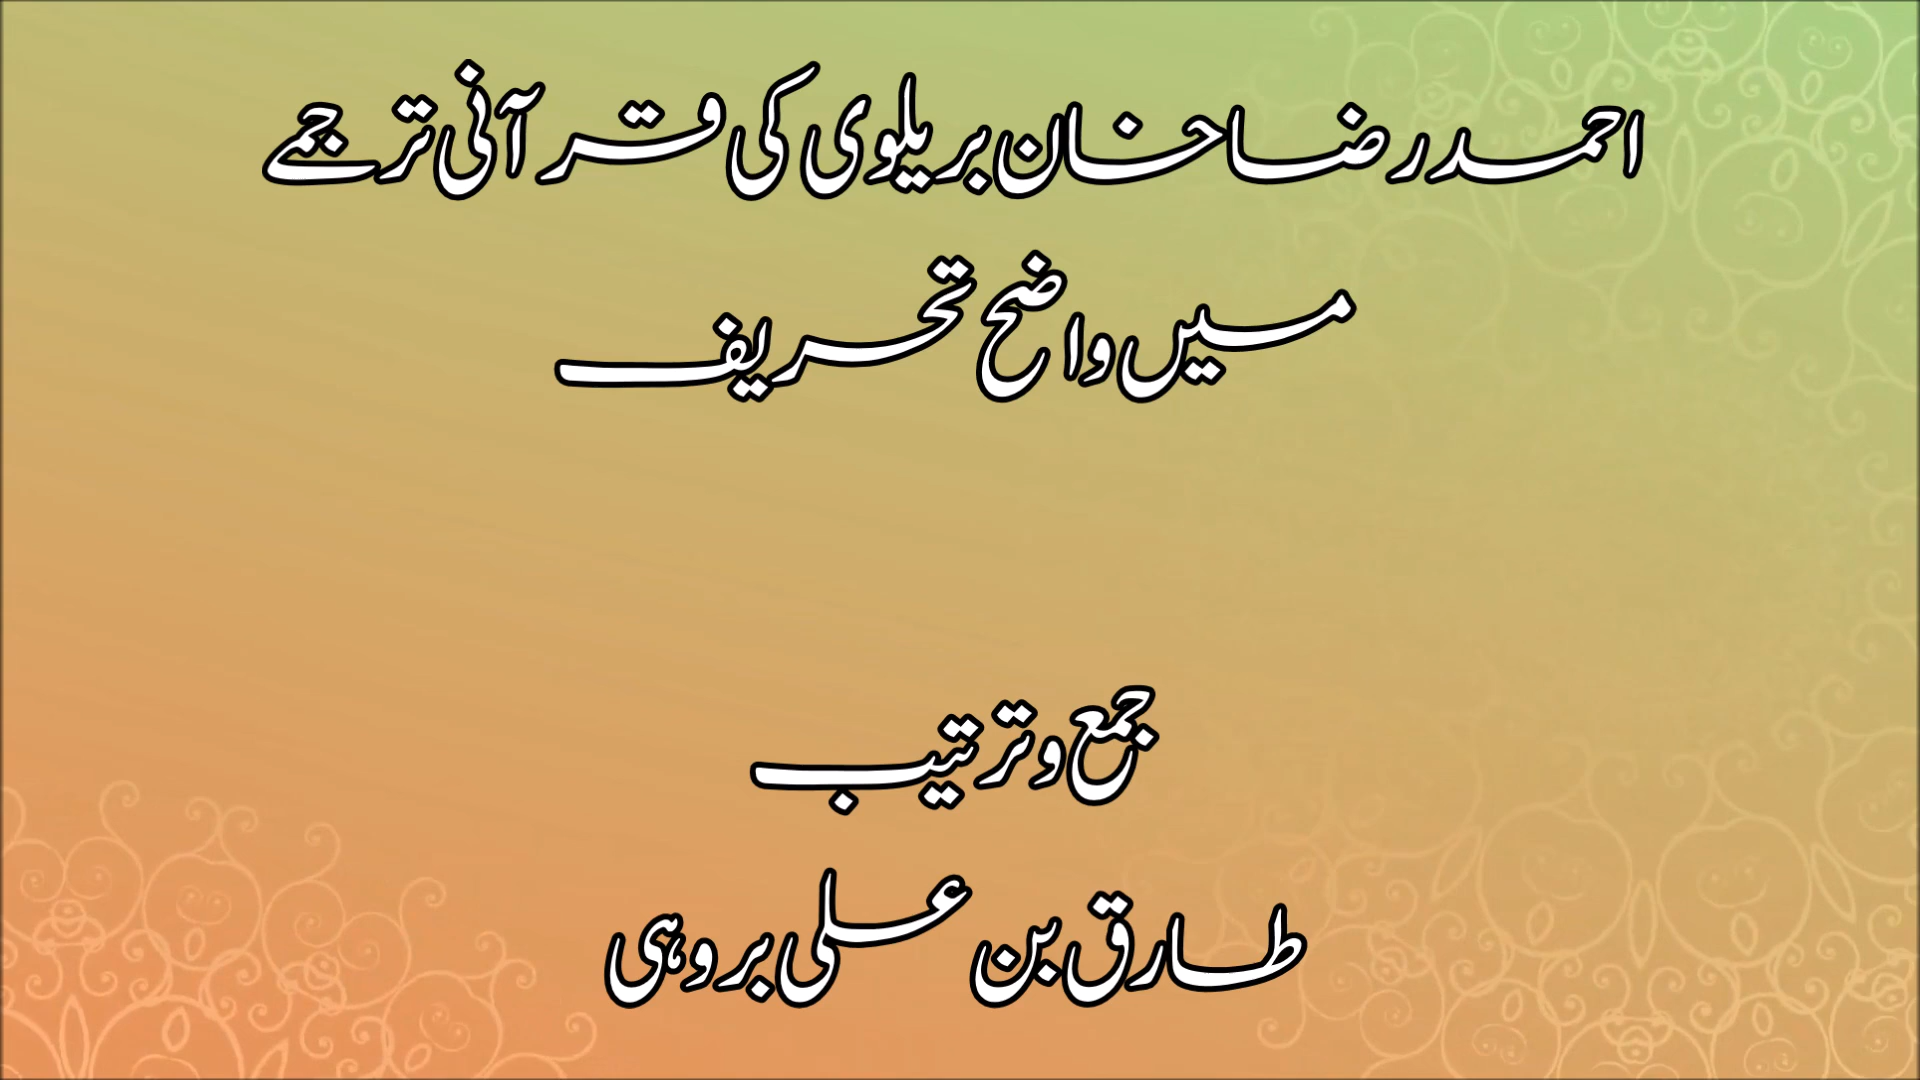 احمد رضا خان بریلوی کی قرآنی ترجمے
میں واضح تحریف
جمع و ترتیب
طارق بن علی بروہی